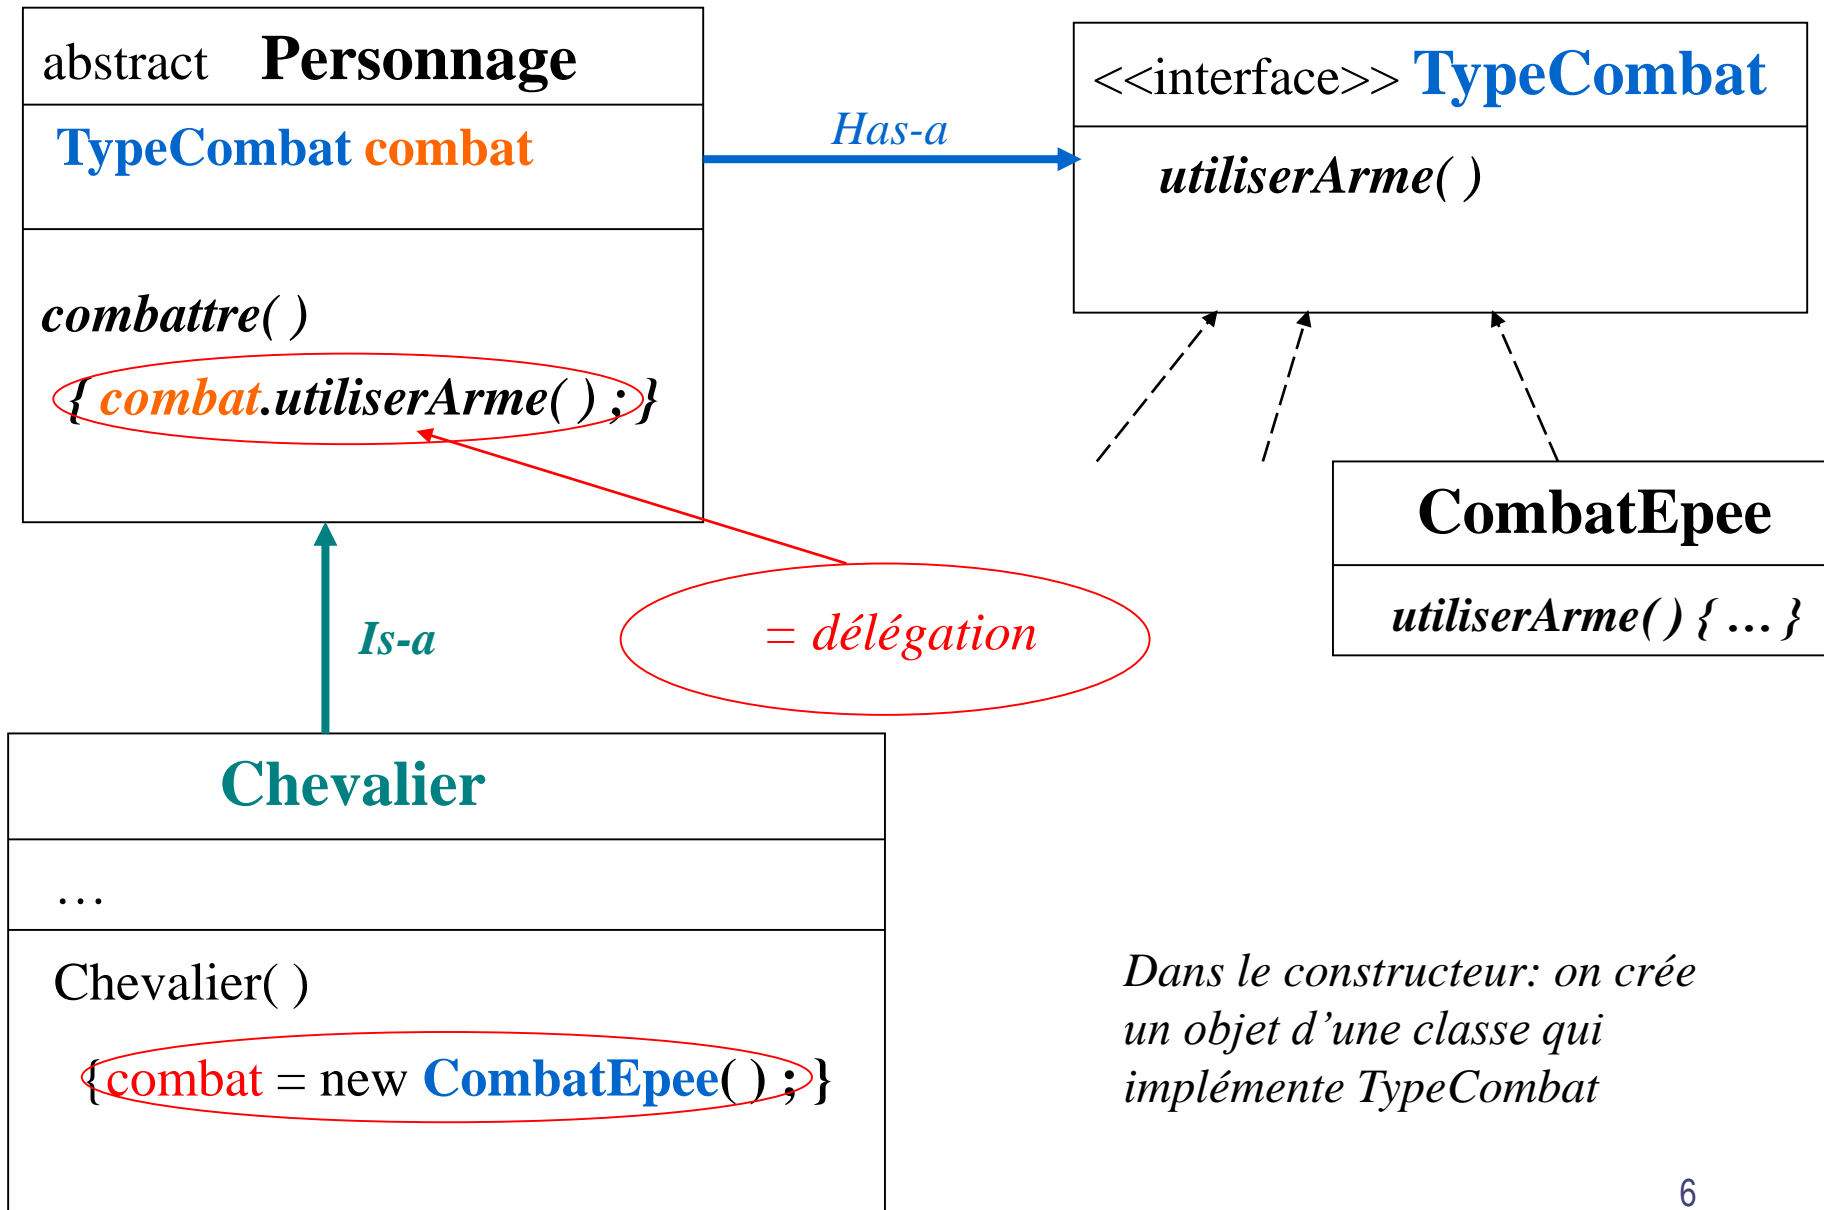 abstract Personnage
TypeCombat combat
combattre( )
{ combat.utiliserArme( ) ; }
Has-a
<<interface>> TypeCombat
utiliserArme( )
CombatEpee
utiliserArme( ) { … }
Is-a
= délégation
Chevalier
…
Chevalier( )
{combat = new CombatEpee( ) ; }
Dans le constructeur: on crée
un objet d’une classe qui
implémente TypeCombat
6